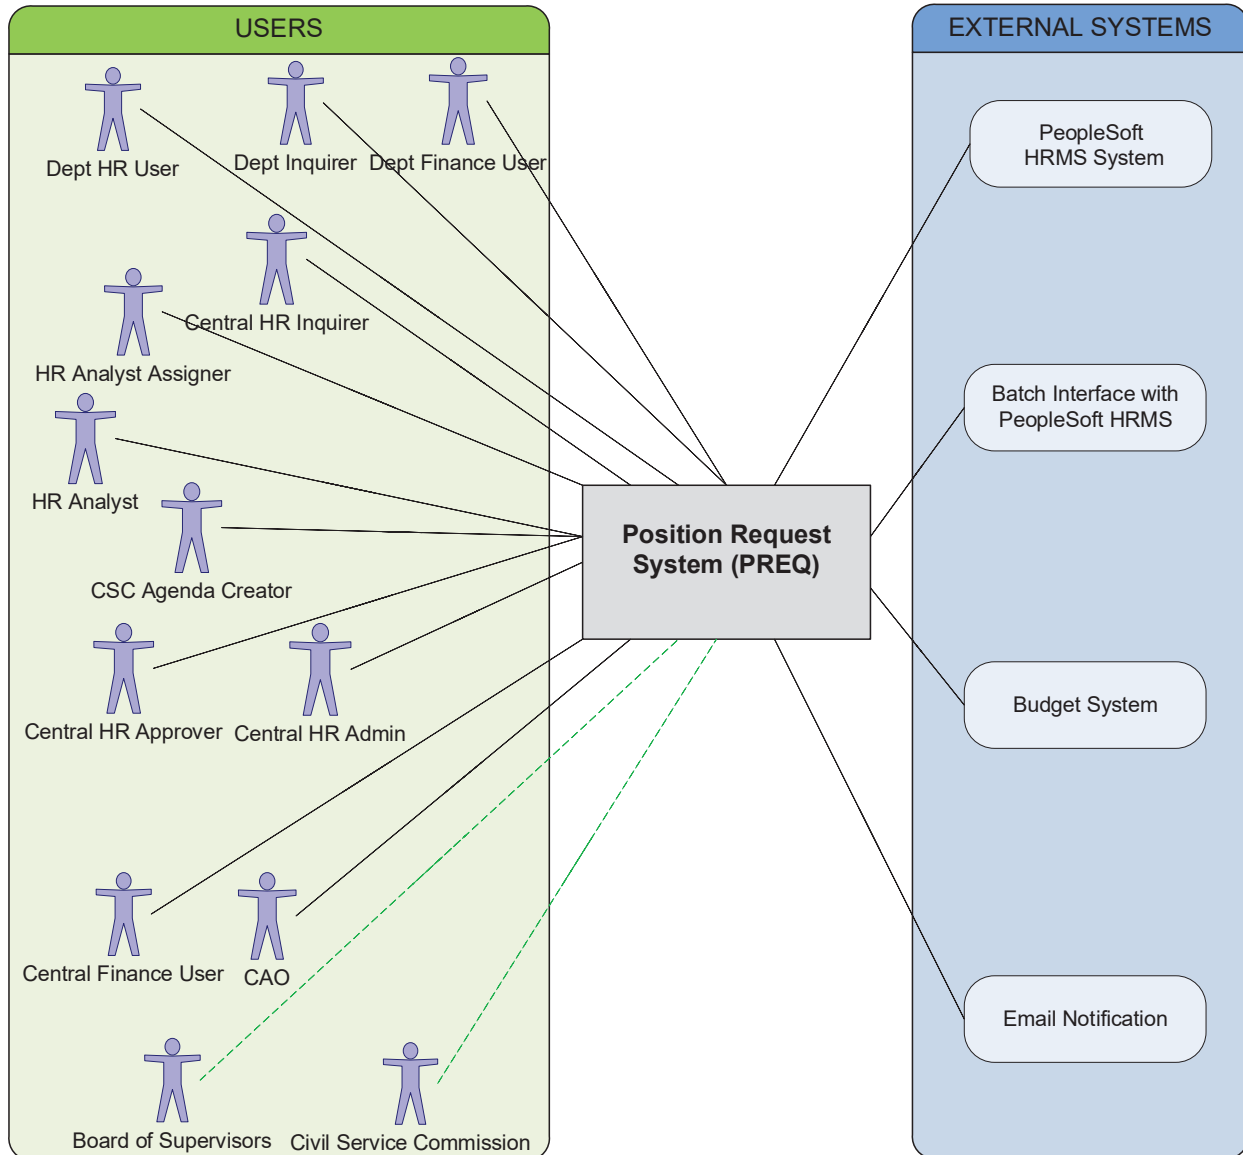 USERS
EXTERNAL SYSTEMS
Dept HR User
Dept Inquirer
Dept Finance User
Central HR Inquirer
HR Analyst Assigner
HR Analyst
CSC Agenda Creator
Central HR Approver
Central HR Admin
Central Finance User
CAO
Board of Supervisors
Civil Service Commission
Position Request
System (PREQ)
PeopleSoft
HRMS System
Batch Interface with
PeopleSoft HRMS
Budget System
Email Notification